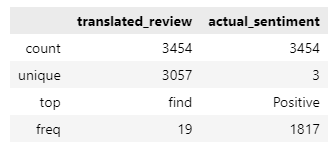 translated_review actual_sentiment
count 3454 3454
unique 3057 3
top find Positive
freq 19 1817